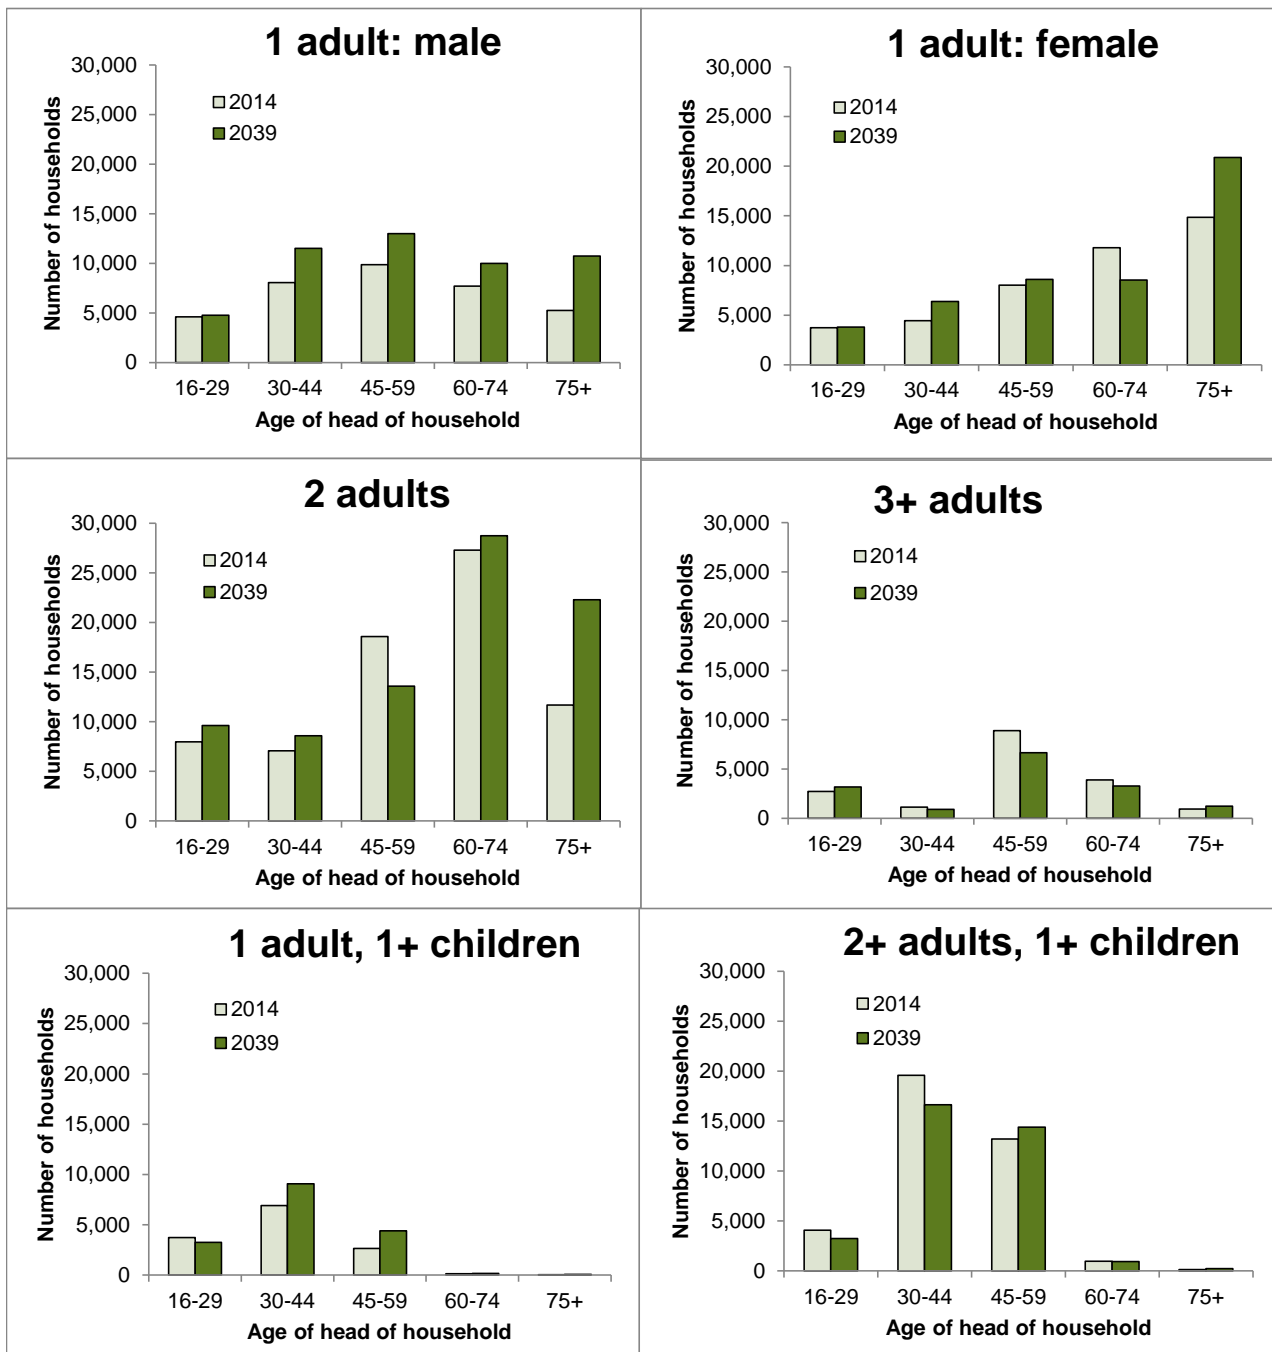 1 adult: male
30,000
25,000
20,000
15,000
10,000
5,000
0
Number of households
2014
2039
16-29 30-44 45-59 60-74 75+
Age of head of household
1 adult: female
30,000
25,000
20,000
15,000
10,000
5,000
0
Number of households
2014
2039
16-29 30-44 45-59 60-74 75+
Age of head of household
2 adults
30,000
25,000
20,000
15,000
10,000
5,000
0
Number of households
2014
2039
16-29 30-44 45-59 60-74 75+
Age of head of household
3+ adults
30,000
25,000
20,000
15,000
10,000
5,000
0
Number of households
2014
2039
16-29 30-44 45-59 60-74 75+
Age of head of household
1 adult, 1+ children
30,000
25,000
20,000
15,000
10,000
5,000
0
Number of households
2014
2039
16-29 30-44 45-59 60-74 75+
Age of head of household
2+ adults, 1+ children
30,000
25,000
20,000
15,000
10,000
5,000
0
Number of households
2014
2039
16-29 30-44 45-59 60-74 75+
Age of head of household